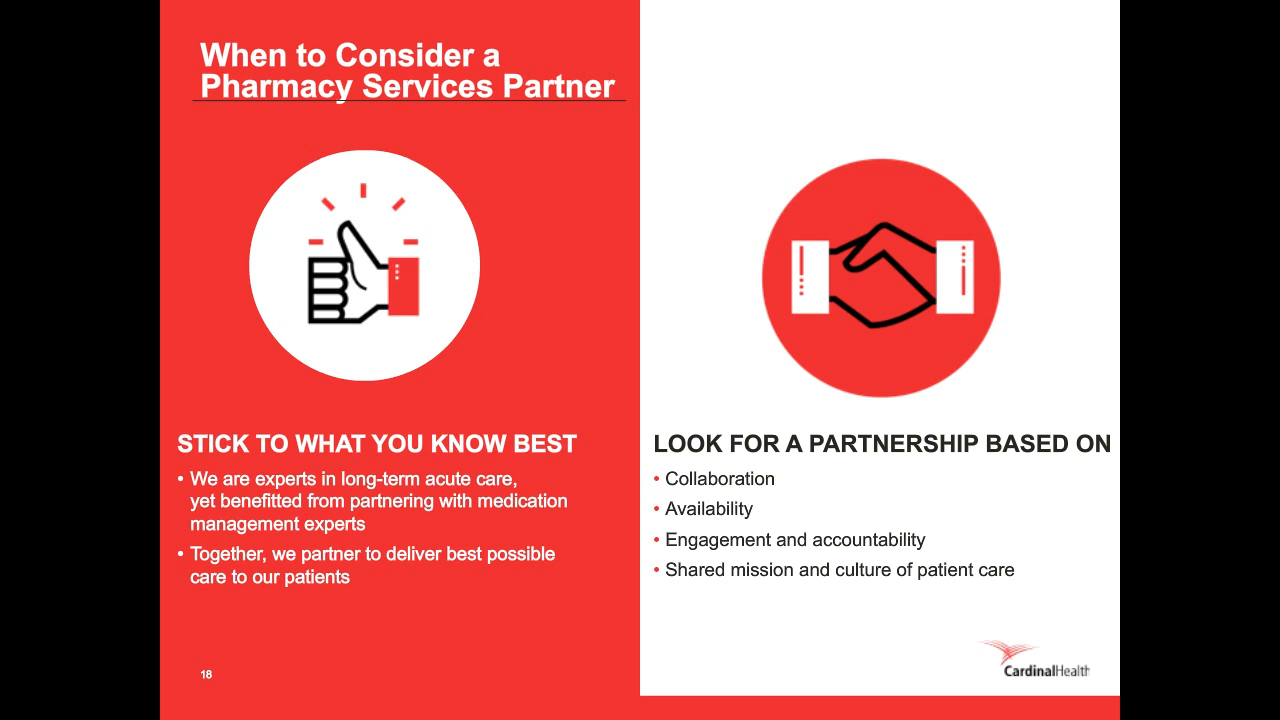 When to Consider a
Pharmacy Services Partner
STICK TO WHAT YOU KNOW BEST
• We are experts in long-term acute care,
yet benefitted from partnering with medication
management experts
• Together, we partner to deliver best possible
care to our patients
18
LOOK FOR A PARTNERSHIP BASED ON
• Collaboration
• Availability
• Engagement and accountability
• Shared mission and culture of patient care
CardinalHealth